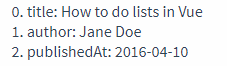 0. title: How to do lists in Vue
1. author: Jane Doe
2. publishedAt: 2016-04-10